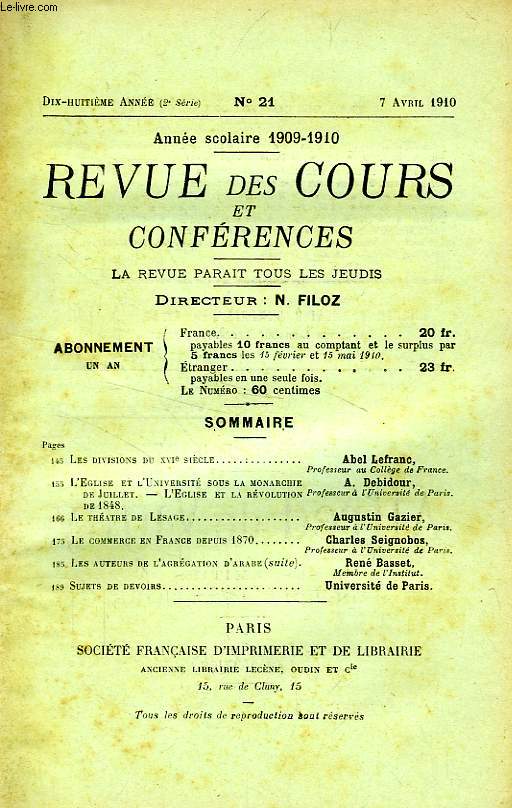 Le-livre.com
DIX-HUITIÈME ANNÉE (2e Série) No 21 7 AVRIL 1910
Année scolaire 1909-1910
REVUE DES COURS
ET
CONFÉRENCES
LA REVUE PARAIT TOUS LES JEUDIS
DIRECTEUR : N. FILOZ
ABONNEMENT
UN AN
France. . . . . . . . . . . . . 20 fr.
payables 10 francs au comptant et le surplus par
5 francs les 15 février et 15 mai 1910.
Étranger . . . . . . . . . . . 23 fr.
payables en une seule fois.
LE NUMÉRO : 60 centimes
SOMMAIRE
Pages
145 LES DIVISIONS DU XVIe SIÈCLE............... Abel Lefranc,
Professeur au Collège de France.
155 L'EGLISE ET L'UNIVERSITÉ SOUS LA MONARCHIE A. Debidour,
DE JUILLET. — L'EGLISE ET LA RÉVOLUTION Professeur à l'Université de Paris.
DE 1848.
166 LE THÉATRE DE LESAGE................... Augustin Gazier,
Professeur à l'Université de Paris.
175 LE COMMERCE EN FRANCE DEPUIS 1870........ Charles Seignobos,
Professeur à l'Université de Paris.
185 LES AUTEURS DE L'AGRÉGATION D'ARABE (suite). René Basset,
Membre de l'Institut.
189 SUJETS DE DEVOIRS....................... Université de Paris.
PARIS
SOCIÉTÉ FRANÇAISE D'IMPRIMERIE ET DE LIBRAIRIE
ANCIENNE LIBRAIRIE LECÈNE, OUDIN ET Cie
15, rue de Cluny, 15
Tous les droits de reproduction sont réservés